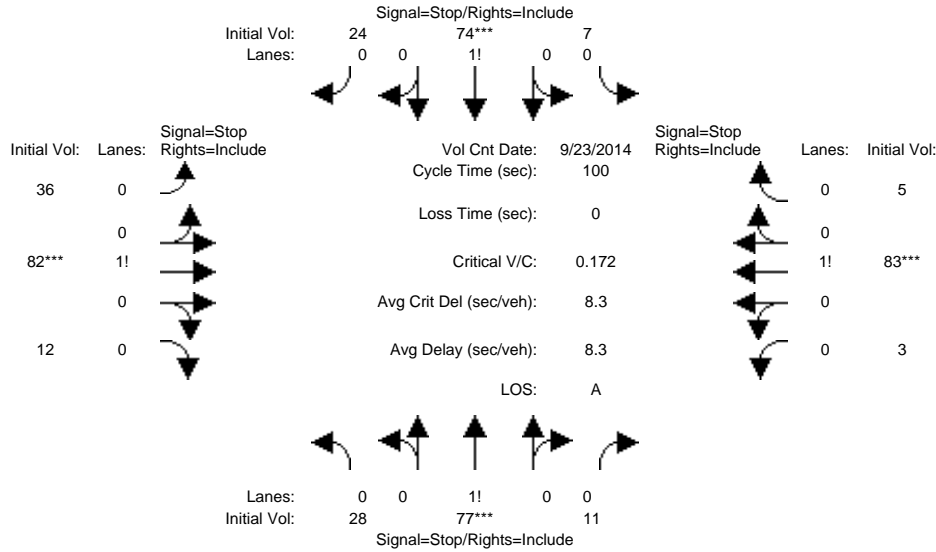 Signal=Stop/Rights=Include
Initial Vol: 24 74*** 7
Lanes: 0 0 1! 0 0
Signal=Stop Signal=Stop
Initial Vol: Lanes: Rights=Include Vol Cnt Date: 9/23/2014 Rights=Include Lanes: Initial Vol:
Cycle Time (sec): 100
36 0 0 5
Loss Time (sec): 0
0 0
82*** 1! Critical V/C: 0.172 1! 83***
0 Avg Crit Del (sec/veh): 8.3 0
12 0 Avg Delay (sec/veh): 8.3 0 3
LOS: A
Lanes: 0 0 1! 0 0
Initial Vol: 28 77*** 11
Signal=Stop/Rights=Include